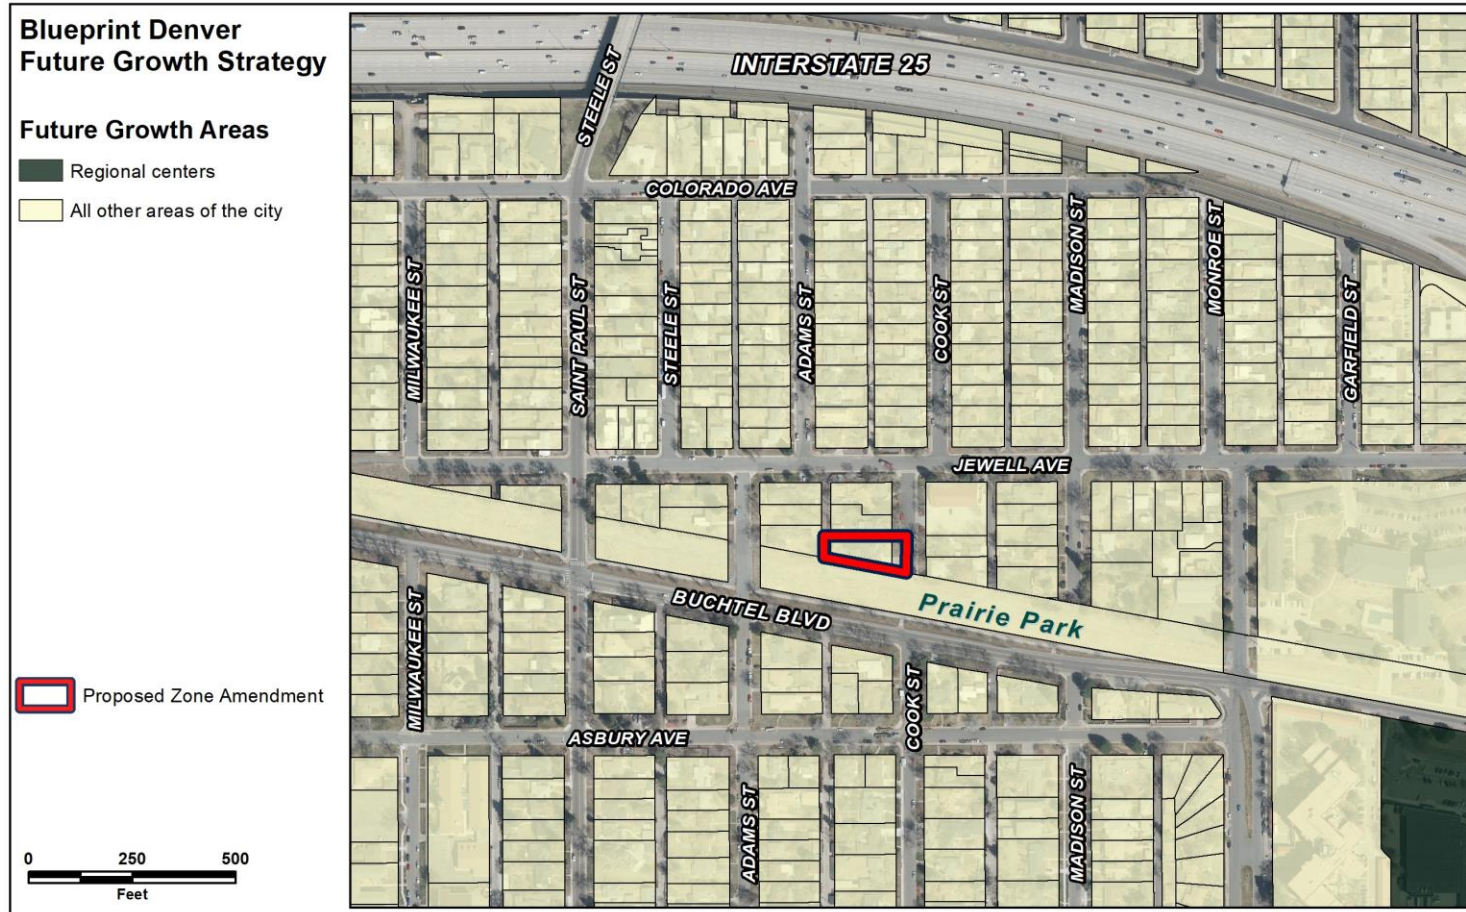 Blueprint Denver
Future Growth Strategy
Future Growth Areas
Regional centers
All other areas of the city
Proposed Zone Amendment
0 250 500
Feet
INTERSTATE 25
STEELE ST
COLORADO AVE
MILWAUKEE ST
SAINT PAUL ST
STEELE ST
ADAMS ST
COOK ST
MADISON ST
MONROE ST
GARFIELD ST
JEWELL AVE
BUCHTEL BLVD
Prairie Park
MILWAUKEE ST
COOK ST
ASBURY AVE
ADAMS ST
MADISON ST